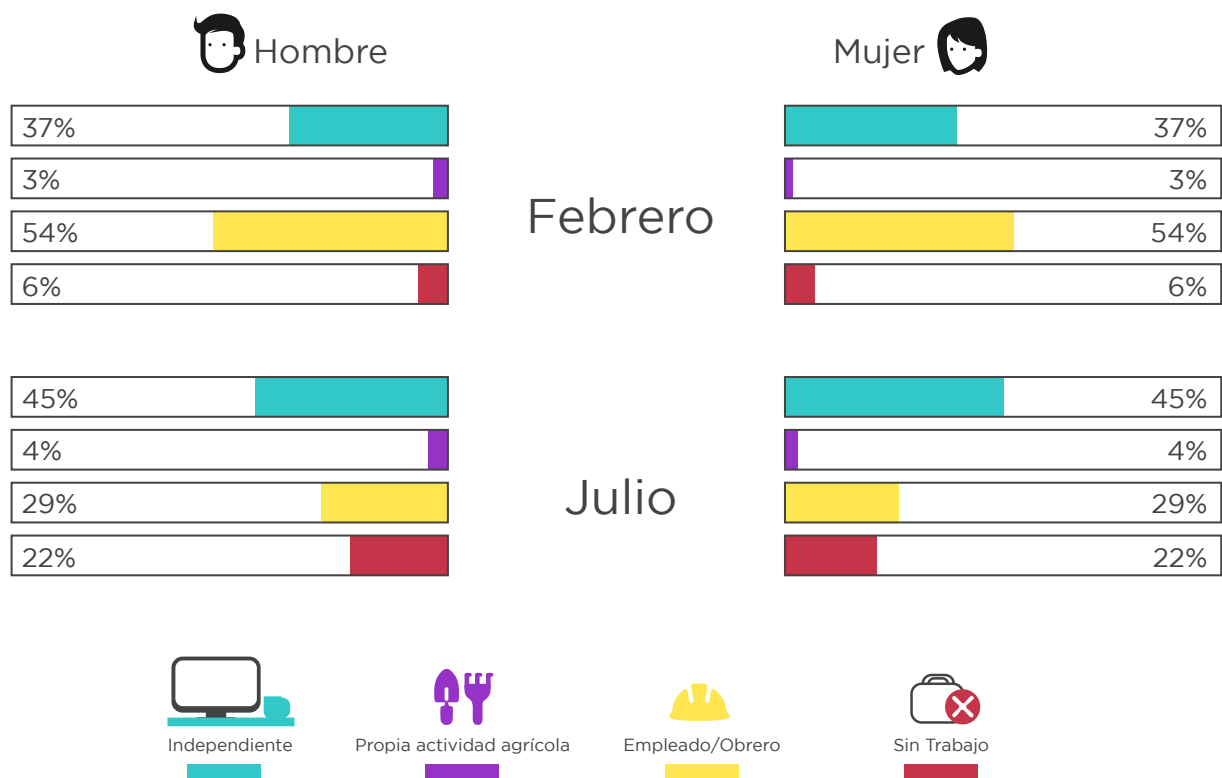 Hombre
Mujer
37%
3%
54%
6%
Febrero
37%
3%
54%
6%
45%
4%
29%
22%
Julio
45%
4%
29%
22%
Independiente
Propia actividad agrícola
Empleado/Obrero
Sin Trabajo